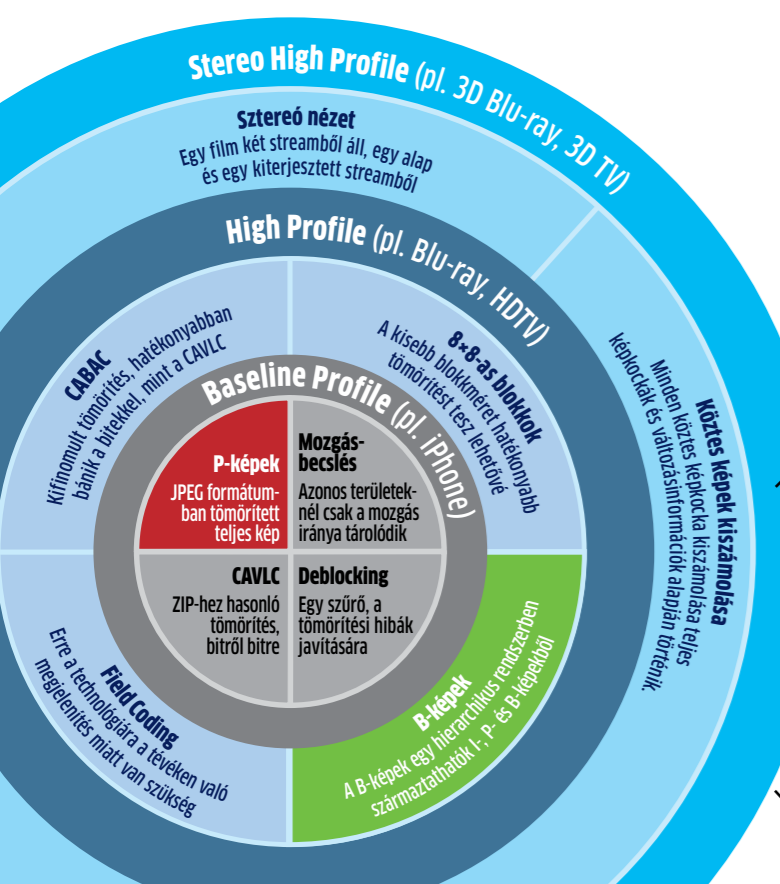 Stereo High Profile (pl. 3D Blu-ray, 3D TV)
Sztereó nézet
Egy film két streamből áll, egy alap
és egy kiterjesztett streamből
High Profile (pl. Blu-ray, HDTV)
CABAC
Kifinomult tömörítés, hatékonyabban
bánik a bitekkel, mint a CAVLC
8×8-as blokkok
A kisebb blokkméret hatékonyabb
tömörítést tesz lehetővé
Köztes képek kiszámolása
Minden köztes képkocka kiszámolása teljes
képkockák és változásinformációk alapján történik.
Baseline Profile (pl. iPhone)
P-képek
JPEG formátum-
ban tömörített
teljes kép
Mozgás-
becslés
Azonos területek-
nél csak a mozgás
iránya tárolódik
CAVLC
ZIP-hez hasonló
tömörítés,
bitről bitre
Deblocking
Egy szűrő, a
tömörítési hibák
javítására
Field Coding
Erre a technológiára a tévéken való
megjelenítés miatt van szükség
B-képek
A B-képek egy hierarchikus rendszerben
származtathatók I-, P- és B-képekből